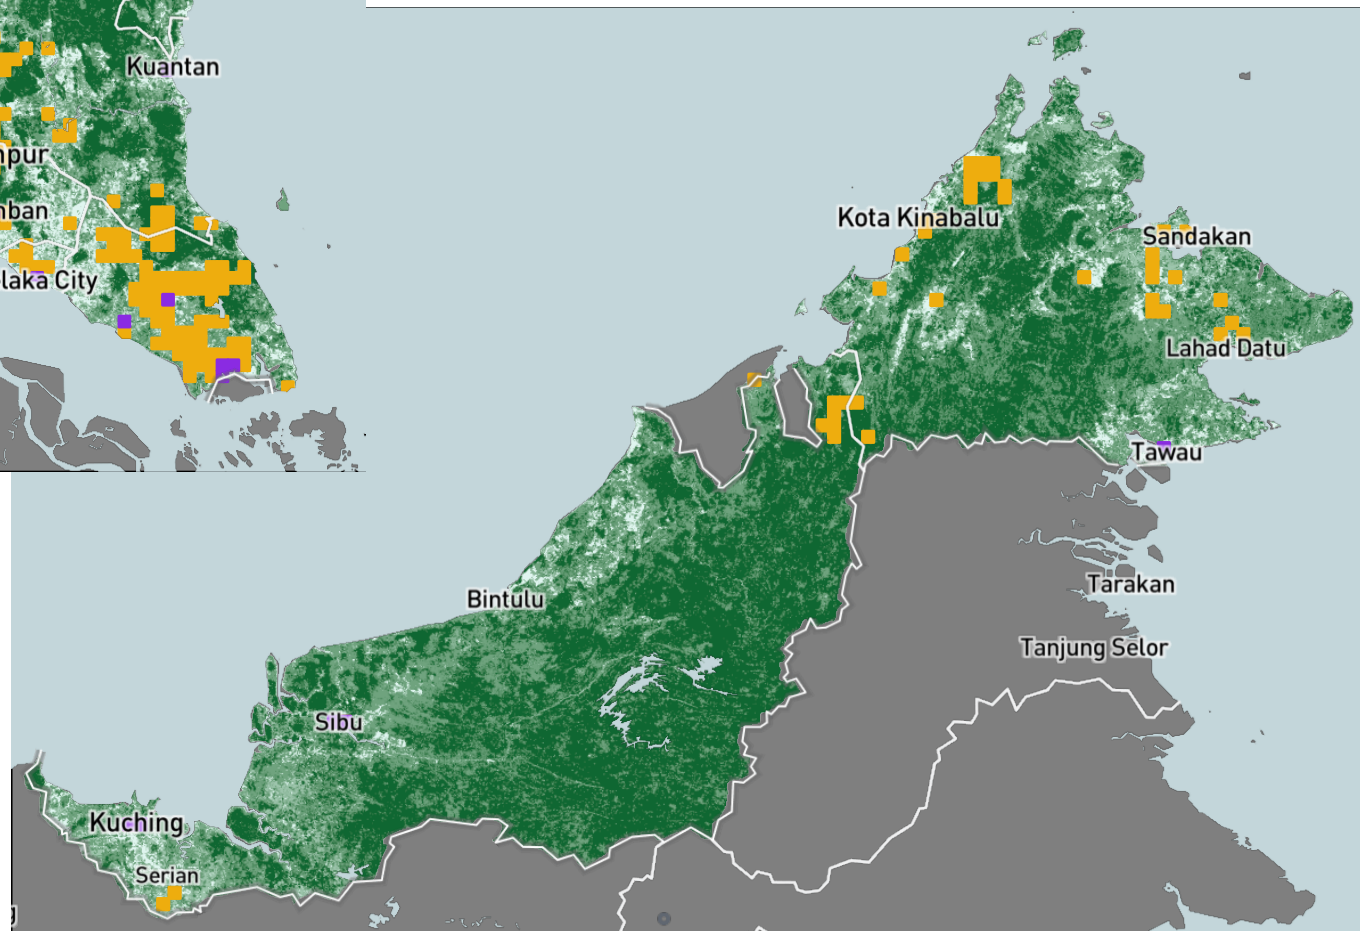 Kuantan
npur
nban
laka City
Kota Kinabalu
Sandakan
Lahad Datu
Tawau
Tarakan
Tanjung Selor
Bintulu
Sibu
Kuching
Serian
g